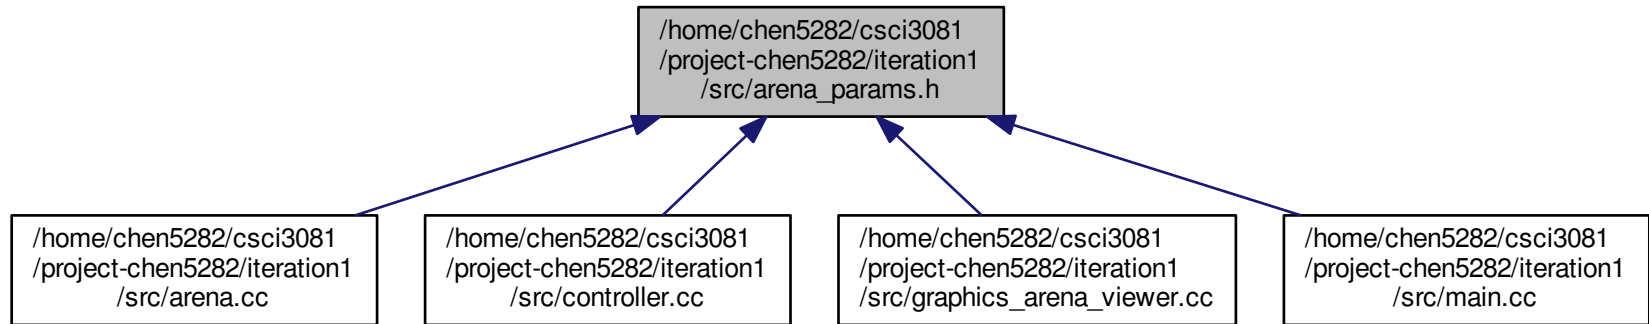 /home/chen5282/csci3081
/project-chen5282/iteration1
/src/arena_params.h
/home/chen5282/csci3081
/project-chen5282/iteration1
/src/arena.cc
/home/chen5282/csci3081
/project-chen5282/iteration1
/src/controller.cc
/home/chen5282/csci3081
/project-chen5282/iteration1
/src/graphics_arena_viewer.cc
/home/chen5282/csci3081
/project-chen5282/iteration1
/src/main.cc